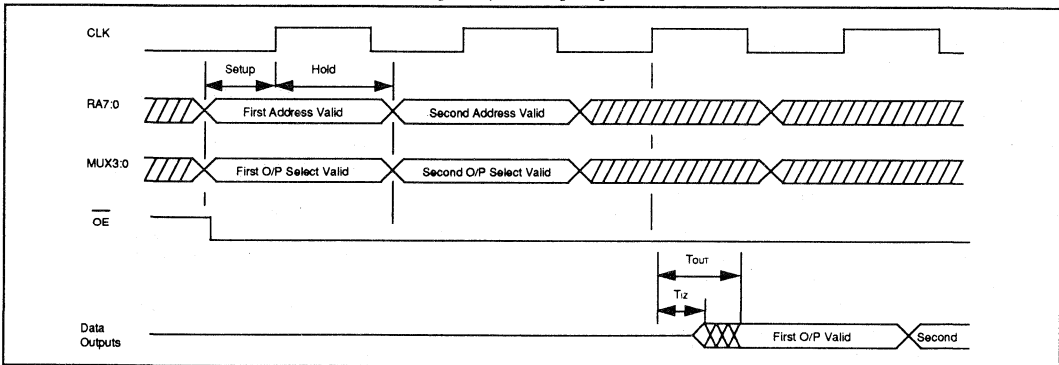 CLK
Setup Hold
RA7:0 First Address Valid Second Address Valid
MUX3:0 First O/P Select Valid Second O/P Select Valid
OE
TOUT
TIZ
Data
Outputs First O/P Valid Second